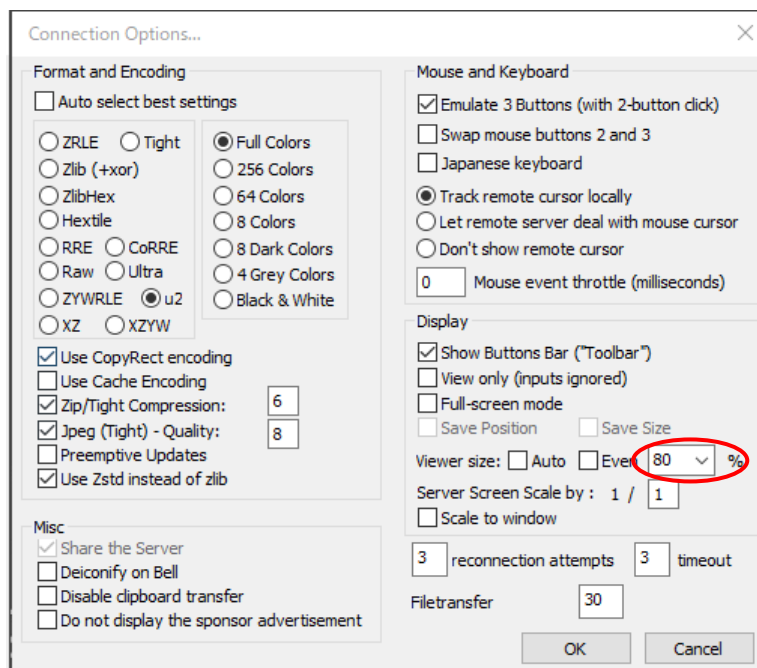 Connection Options...
Format and Encoding
Auto select best settings
ZRLE Tight
Zlib (+xor)
ZlibHex
Hextile
RRE CoRRE
Raw Ultra
ZYWRLE u2
XZ XZYW
Full Colors
256 Colors
64 Colors
8 Colors
8 Dark Colors
4 Grey Colors
Black & White
Use CopyRect encoding
Use Cache Encoding
Zip/Tight Compression: 6
Jpeg (Tight) - Quality: 8
Preemptive Updates
Use Zstd instead of zlib
Misc
Share the Server
Deiconify on Bell
Disable clipboard transfer
Do not display the sponsor advertisement
Mouse and Keyboard
Emulate 3 Buttons (with 2-button click)
Swap mouse buttons 2 and 3
Japanese keyboard
Track remote cursor locally
Let remote server deal with mouse cursor
Don't show remote cursor
0 Mouse event throttle (milliseconds)
Display
Show Buttons Bar ("Toolbar")
View only (inputs ignored)
Full-screen mode
Save Position Save Size
Viewer size: Auto Even 80 %
Server Screen Scale by : 1 / 1
Scale to window
3 reconnection attempts 3 timeout
Filetransfer 30
OK Cancel